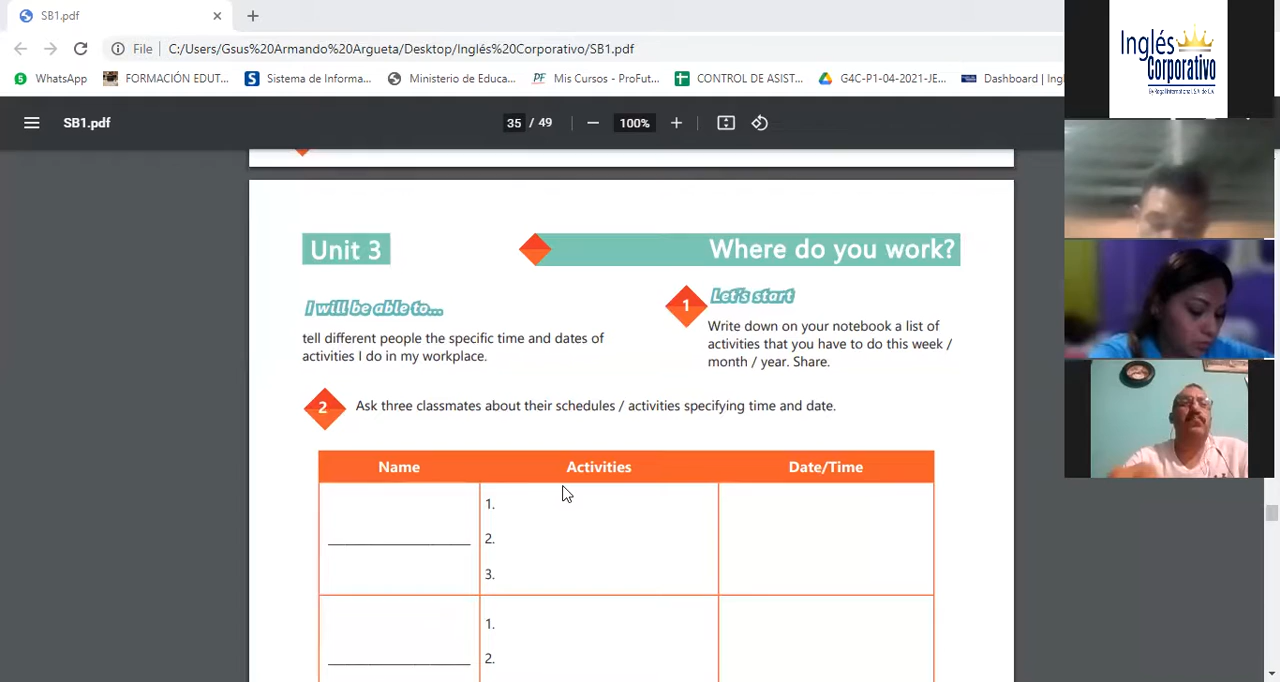 SB1.pdf
File C:/Users/Gsus%20Armando%20Argueta/Desktop/Inglés%20Corporativo/SB1.pdf
WhatsApp FORMACIÓN EDUT... Sistema de Informa... Ministerio de Educa... Mis Cursos - ProFut... CONTROL DE ASIST... G4C-P1-04-2021-JE... Dashboard | Ingl
SB1.pdf 35 / 49 100%
Inglés
Corporativo
Unit 3
Where do you work?
I will be able to...
tell different people the specific time and dates of
activities I do in my workplace.
1 Let's start
Write down on your notebook a list of
activities that you have to do this week /
month / year. Share.
2 Ask three classmates about their schedules / activities specifying time and date.
Name Activities Date/Time
1.
2.
3.
1.
2.